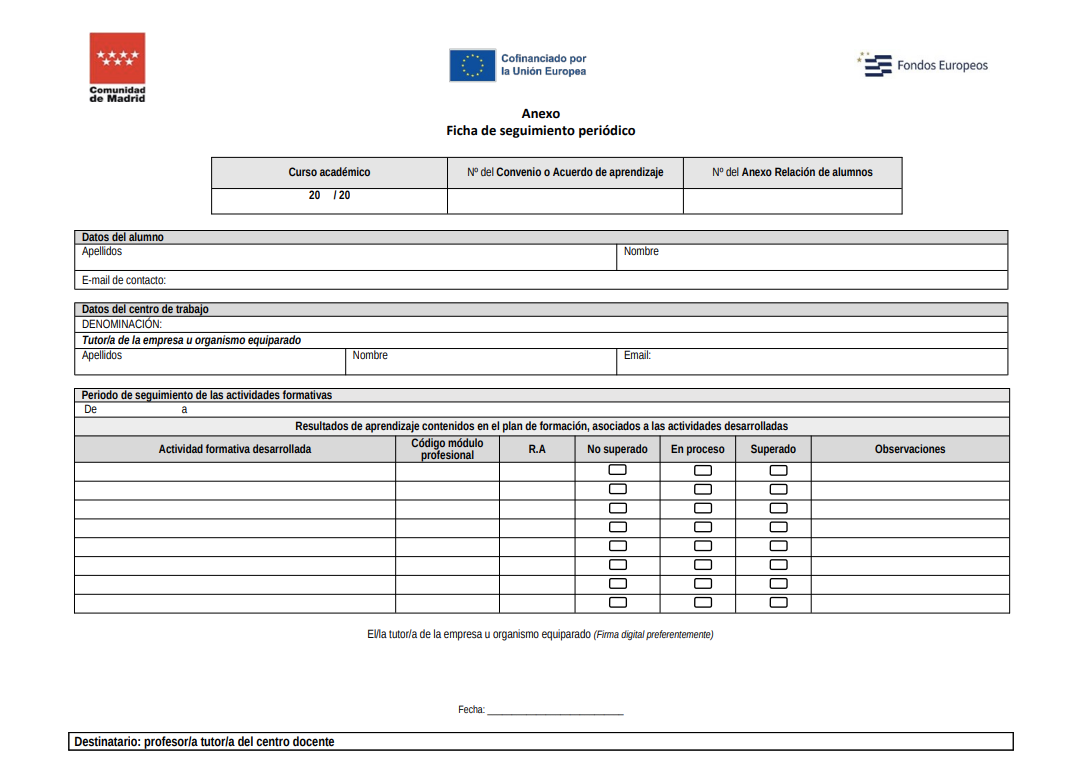 Comunidad
de Madrid
Cofinanciado por
la Unión Europea
Fondos Europeos
Anexo
Ficha de seguimiento periódico
Curso académico Nº del Convenio o Acuerdo de aprendizaje Nº del Anexo Relación de alumnos
20 / 20
Datos del alumno
Apellidos Nombre
E-mail de contacto:
Datos del centro de trabajo
DENOMINACIÓN:
Tutor/a de la empresa u organismo equiparado
Apellidos Nombre Email:
Periodo de seguimiento de las actividades formativas
De a
Resultados de aprendizaje contenidos en el plan de formación, asociados a las actividades desarrolladas
Actividad formativa desarrollada Código módulo profesional R.A No superado En proceso Superado Observaciones
El/la tutor/a de la empresa u organismo equiparado (Firma digital preferentemente)
Fecha: ____________________________
Destinatario: profesor/a tutor/a del centro docente